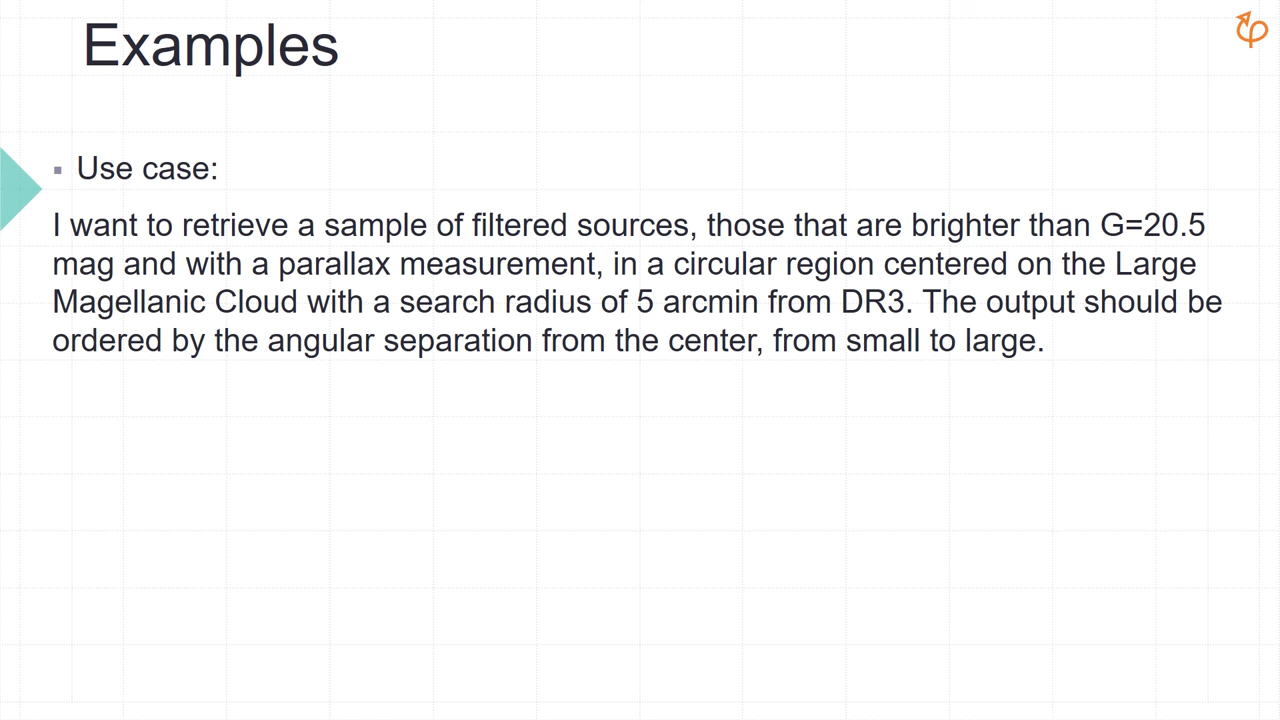 Examples
Use case:
I want to retrieve a sample of filtered sources, those that are brighter than G=20.5
mag and with a parallax measurement, in a circular region centered on the Large
Magellanic Cloud with a search radius of 5 arcmin from DR3. The output should be
ordered by the angular separation from the center, from small to large.